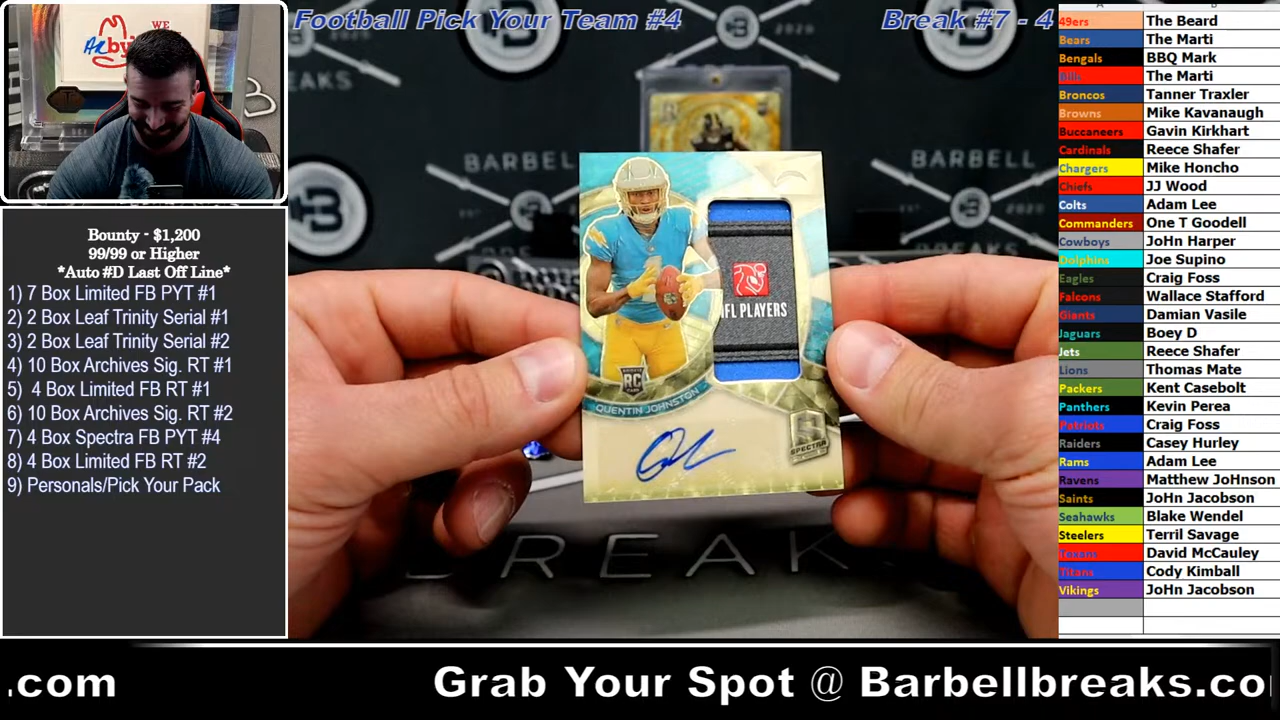 Football Pick Your Team #4
Break #7 - 4
WE
BREAKS
BARBELL
Bounty - $1,200
99/99 or Higher
*Auto #D Last Off Line*
1) 7 Box Limited FB PYT #1
2) 2 Box Leaf Trinity Serial #1
3) 2 Box Leaf Trinity Serial #2
4) 10 Box Archives Sig. RT #1
5) 4 Box Limited FB RT #1
6) 10 Box Archives Sig. RT #2
7) 4 Box Spectra FB PYT #4
8) 4 Box Limited FB RT #2
9) Personals/Pick Your Pack
NFL PLAYERS
RC
QUENTIN JOHNSTON
SPECTRA
BREAK
49ers The Beard
Bears The Marti
Bengals BBQ Mark
Bills The Marti
Broncos Tanner Traxler
Browns Mike Kavanaugh
Buccaneers Gavin Kirkhart
Cardinals Reece Shafer
Chargers Mike Honcho
Chiefs JJ Wood
Colts Adam Lee
Commanders One T Goodell
Cowboys JoHn Harper
Dolphins Joe Supino
Eagles Craig Foss
Falcons Wallace Stafford
Giants Damian Vasile
Jaguars Boey D
Jets Reece Shafer
Lions Thomas Mate
Packers Kent Casebolt
Panthers Kevin Perea
Patriots Craig Foss
Raiders Casey Hurley
Rams Adam Lee
Ravens Matthew JoHnson
Saints JoHn Jacobson
Seahawks Blake Wendel
Steelers Terril Savage
Texans David McCauley
Titans Cody Kimball
Vikings JoHn Jacobson
.com
Grab Your Spot @ Barbellbreaks.co